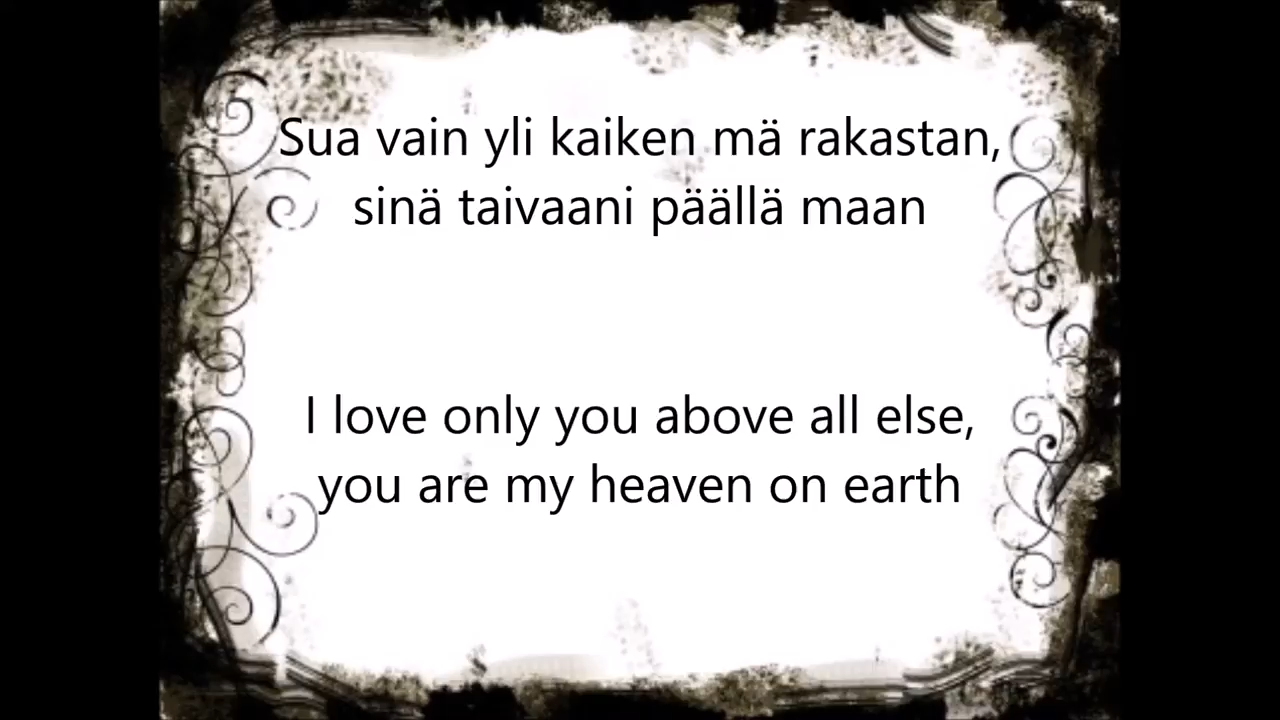 Sua vain yli kaiken mä rakastan,
sinä taivaani päällä maan
I love only you above all else,
you are my heaven on earth